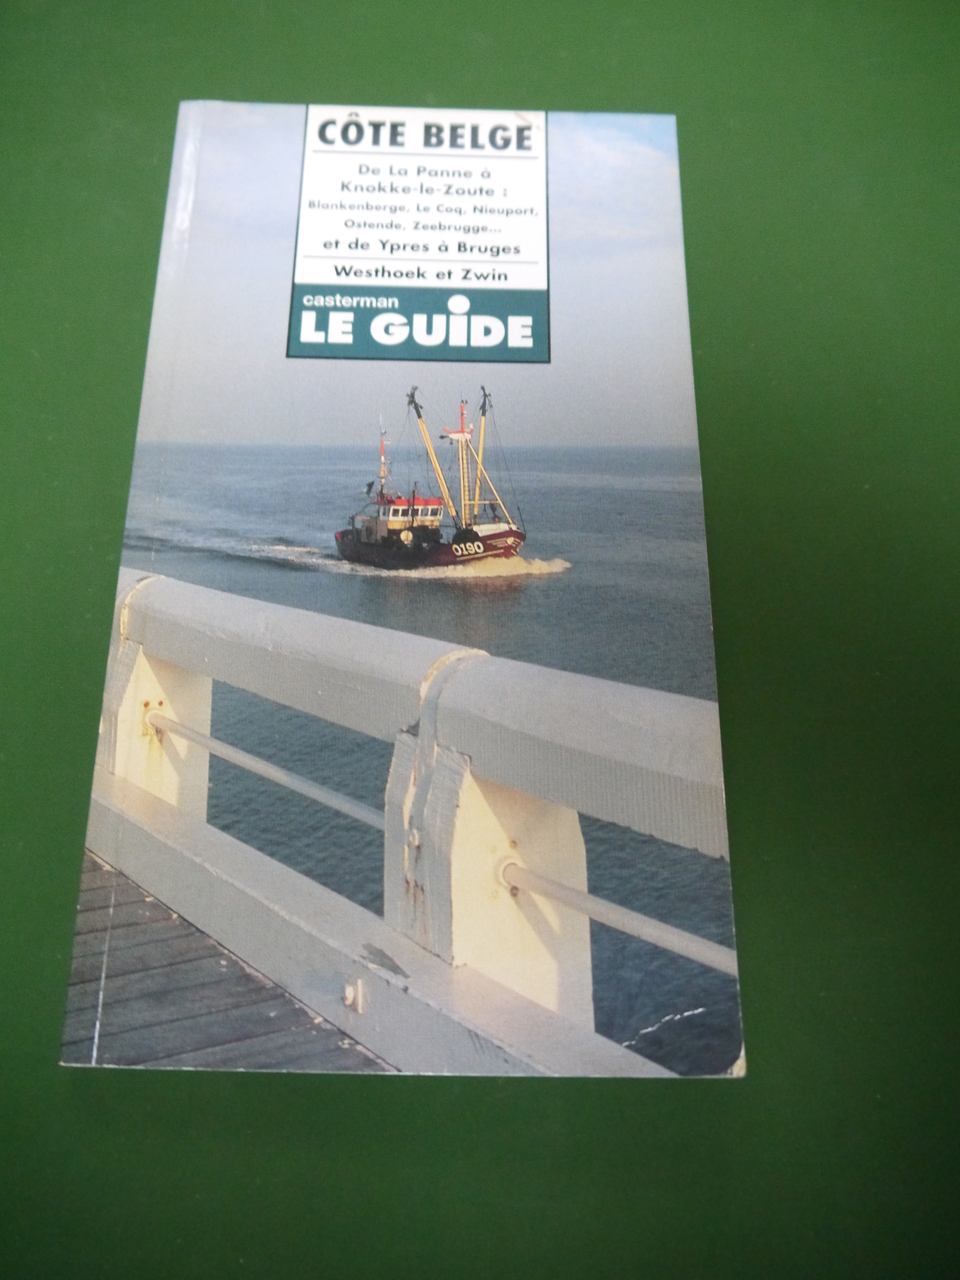 CÔTE BELGE
De La Panne à
Knokke-le-Zoute :
Blankenberge, Le Coq, Nieuport,
Ostende, Zeebrugge...
et de Ypres à Bruges
Westhoek et Zwin
casterman
LE GUIDE
O190